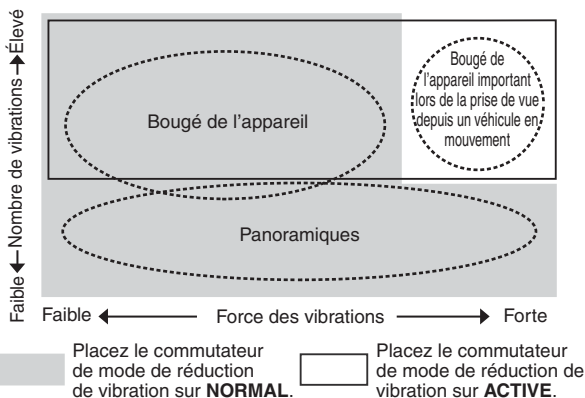 Faible ← Nombre de vibrations → Élevé
Bougé de l'appareil
Bougé de
l'appareil important
lors de la prise de vue
depuis un véhicule en
mouvement
Panoramiques
Faible ← Force des vibrations → Forte
Placez le commutateur
de mode de réduction
de vibration sur NORMAL.
Placez le commutateur
de mode de réduction de
vibration sur ACTIVE.